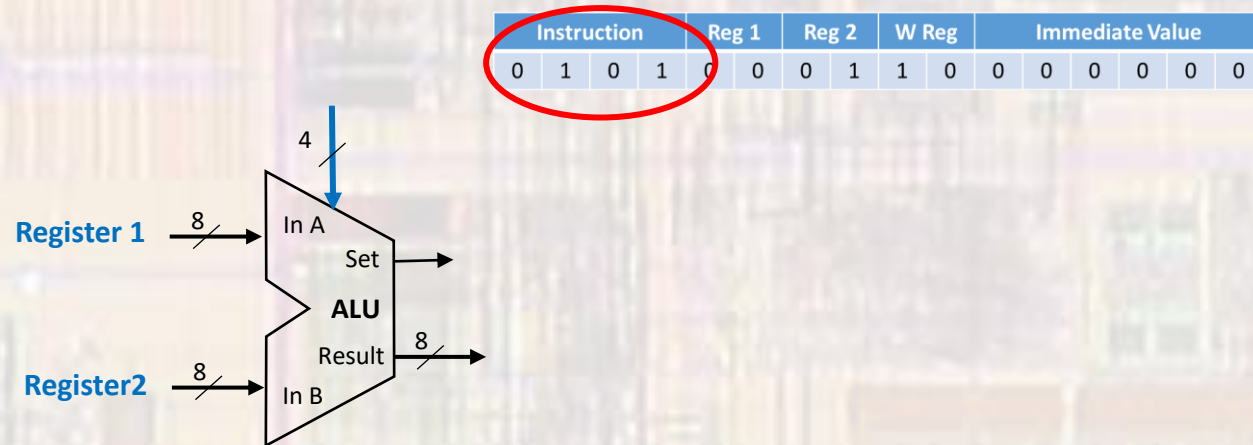 Instruction Reg 1 Reg 2 W Reg Immediate Value
0 1 0 1 0 0 0 1 1 0 0 0 0 0 0 0
4
Register 1
8
In A
Set
ALU
Result
8
Register2
8
In B